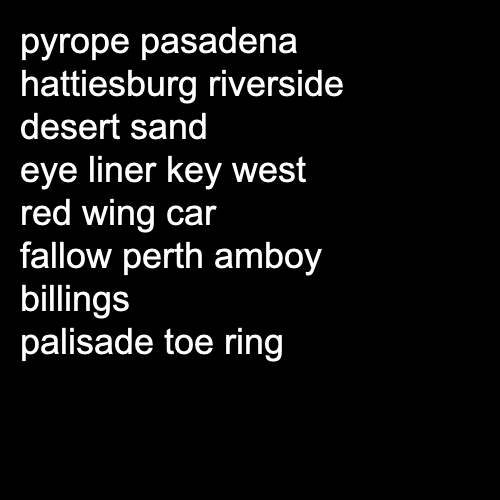 pyrope pasadena
hattiesburg riverside
desert sand
eye liner key west
red wing car
fallow perth amboy
billings
palisade toe ring